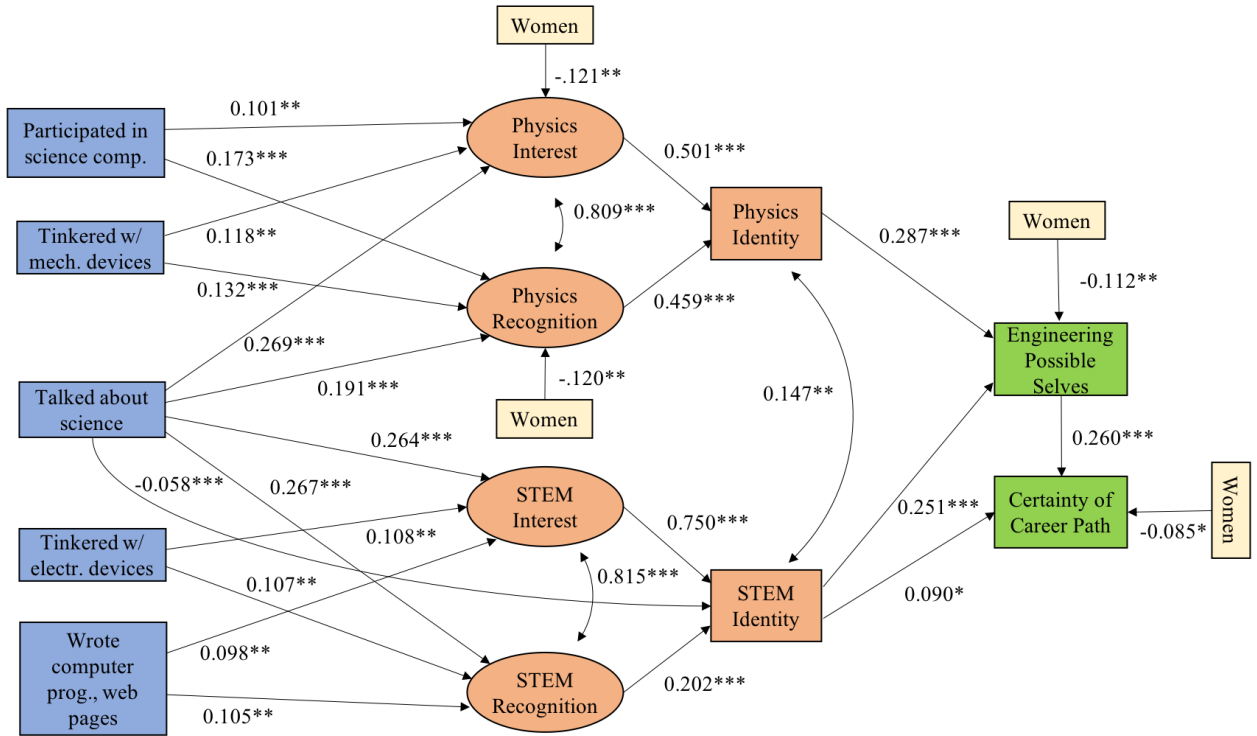 Women
-.121**
0.101**
Participated in
science comp.
Physics
Interest
0.173***
0.501***
Tinkered w/
mech. devices
0.118**
0.809***
Physics
Identity
0.287***
Women
0.132***
Physics
Recognition
0.459***
-0.112**
0.269***
Engineering
Possible
Selves
0.191***
-.120**
Talked about
science
Women
0.147**
0.264***
0.260***
-0.058***
0.267***
STEM
Interest
0.750***
0.251***
Certainty of
Career Path
Women
-0.085*
0.108**
Tinkered w/
electr. devices
0.107**
0.815***
STEM
Identity
0.090*
Wrote
computer
prog., web
pages
0.098**
0.105**
STEM
Recognition
0.202***